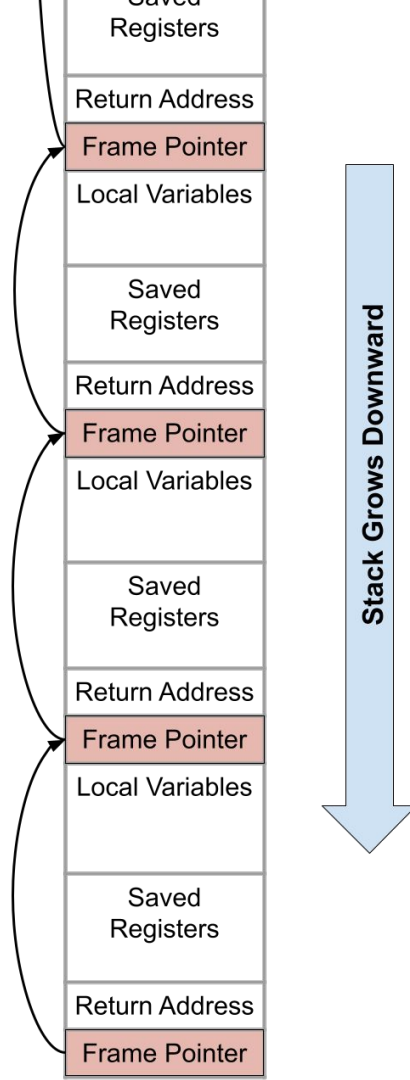 Saved
Registers
Return Address
Frame Pointer
Local Variables
Saved
Registers
Return Address
Frame Pointer
Local Variables
Saved
Registers
Return Address
Frame Pointer
Local Variables
Saved
Registers
Return Address
Frame Pointer
Stack Grows Downward